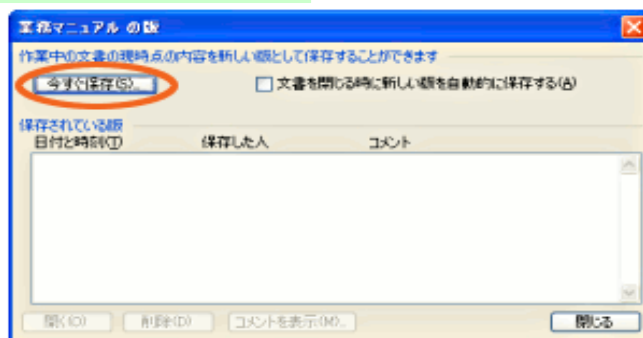 業務マニュアル の版
作業中の文書の現時点の内容を新しい版として保存することができます
今すぐ保存(S)... 文書を閉じる時に新しい版を自動的に保存する(A)
保存されている版
日付と時刻(T) 保存した人 コメント
開く(O) 削除(D) コメントを表示(M)... 閉じる